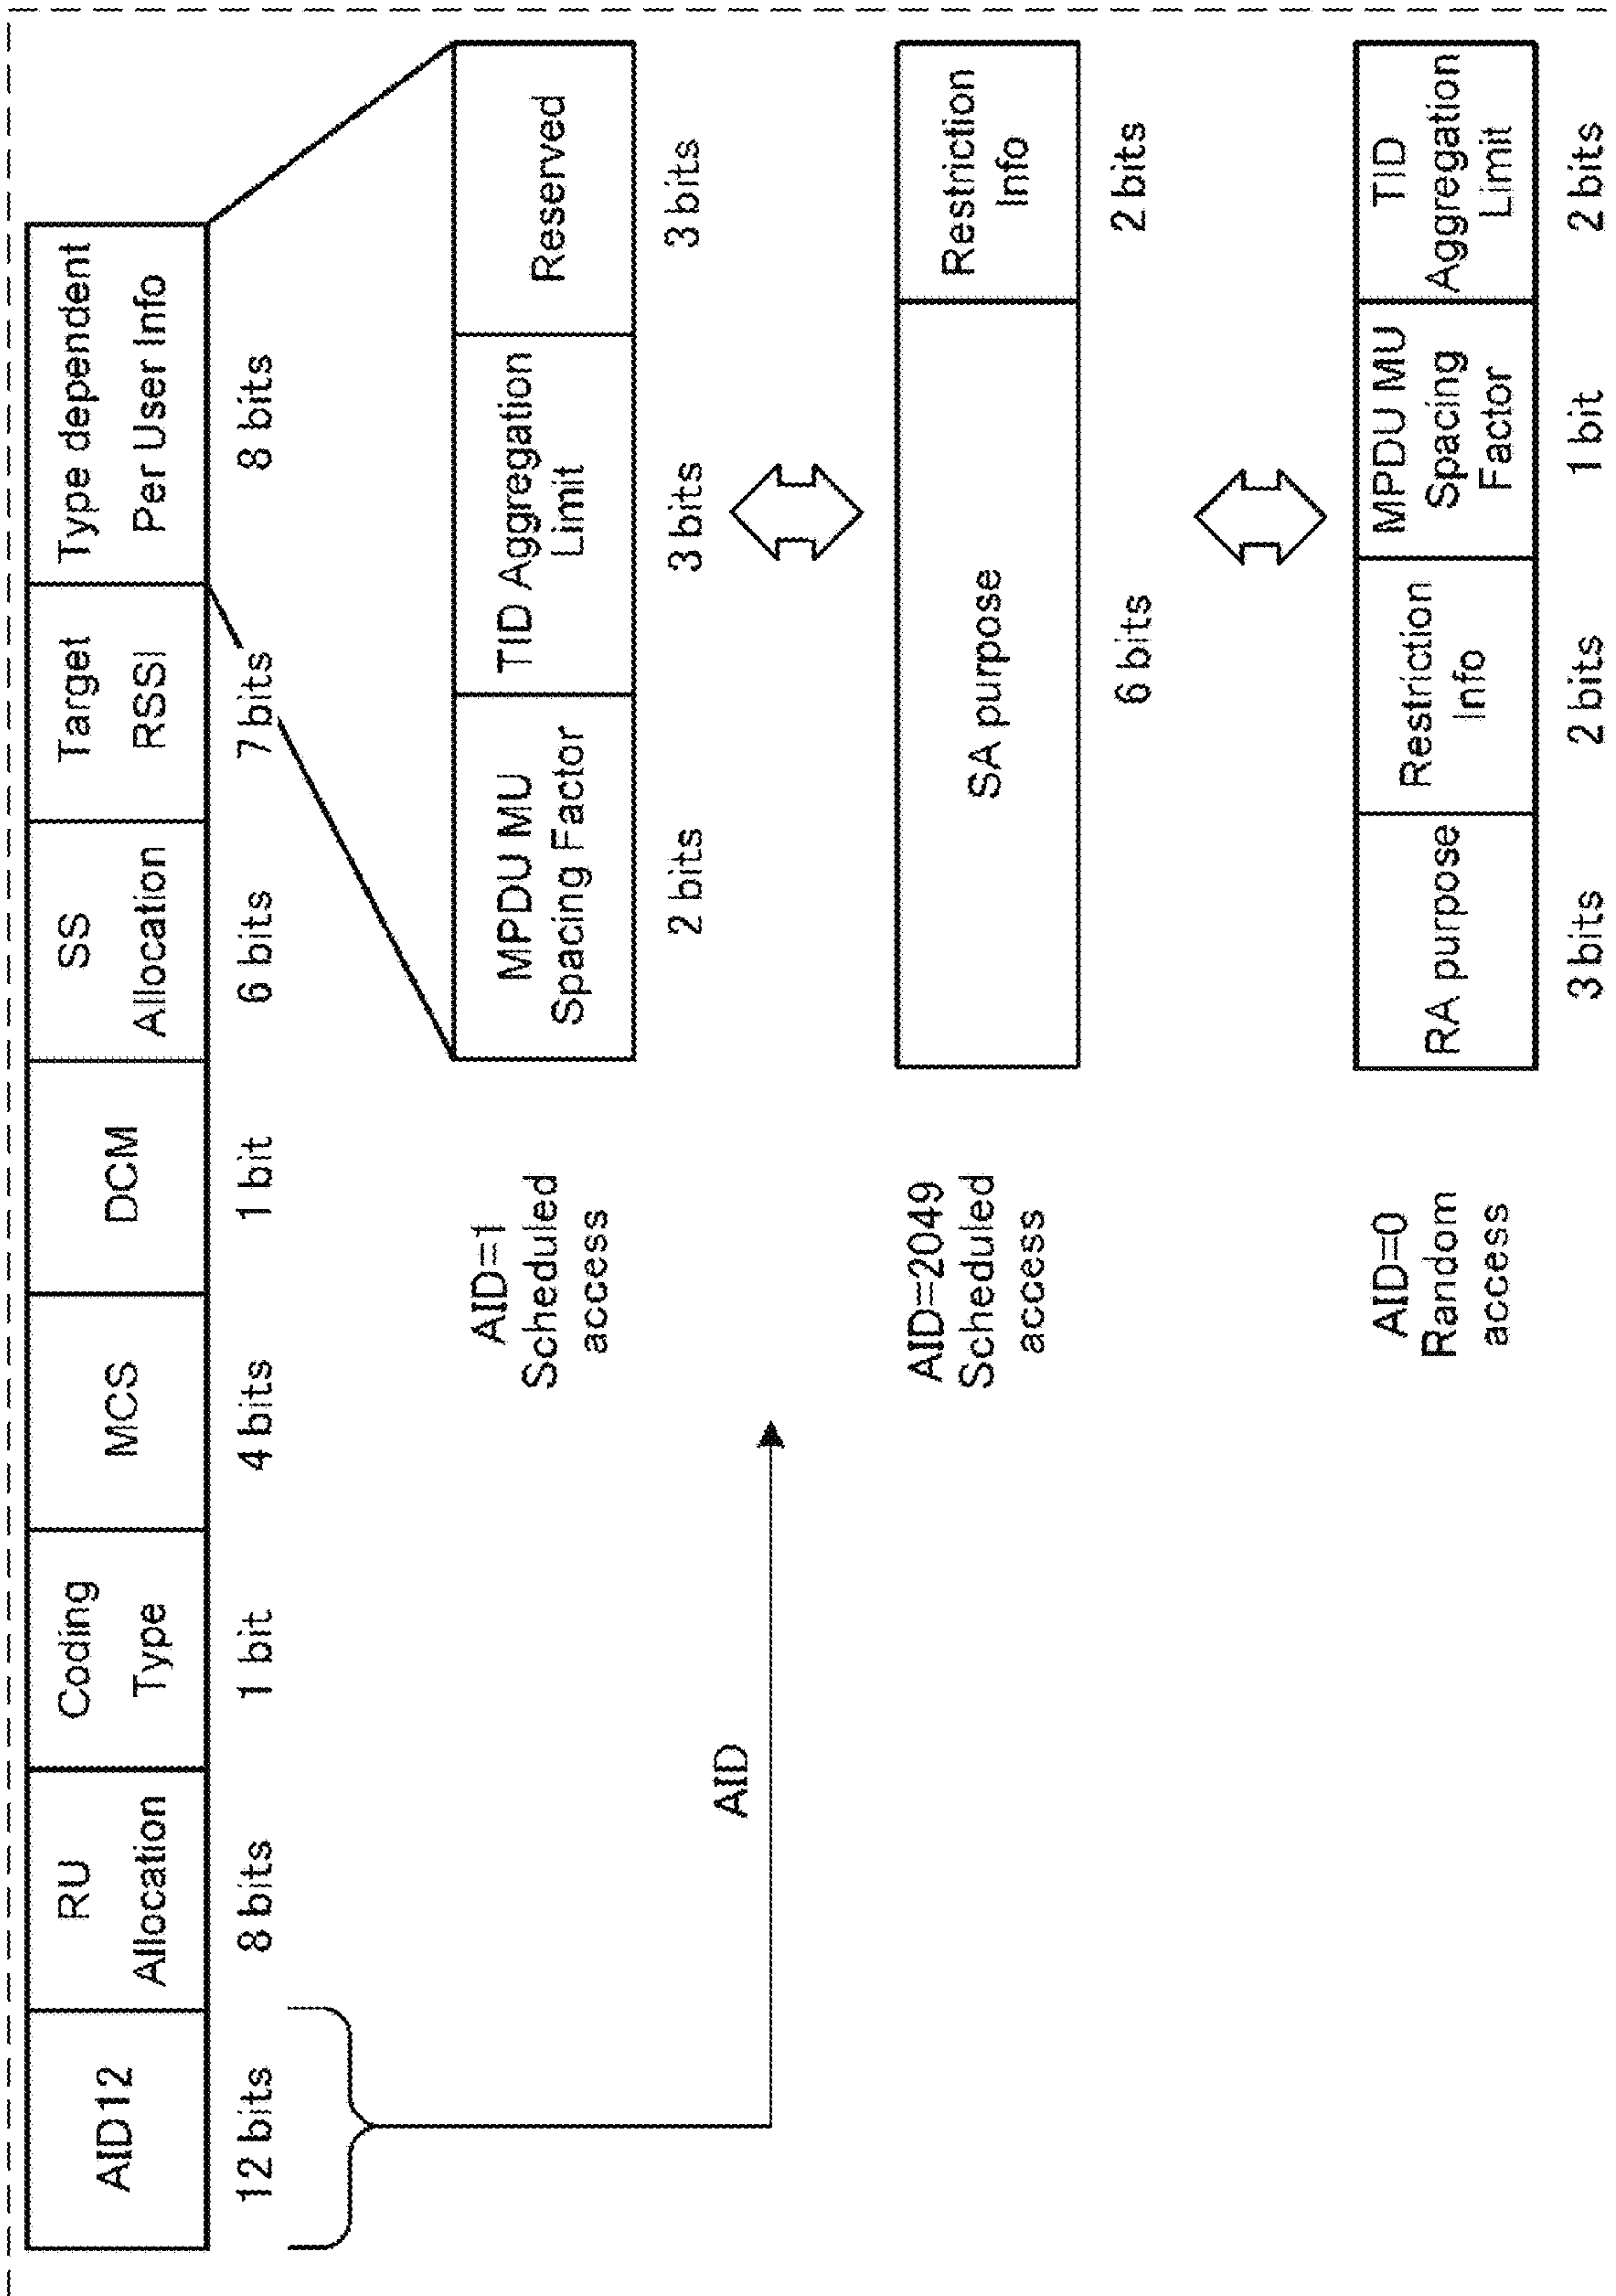 AID12
RU
Allocation
Coding
Type
MCS
DCM
SS
Allocation
Target
RSSI
Type dependent
Per User Info
12 bits
8 bits
1 bit
4 bits
1 bit
6 bits
7 bits
8 bits
AID
AID=1
Scheduled
access
MPDU MU
Spacing Factor
TID Aggregation
Limit
Reserved
2 bits
3 bits
3 bits
AID=2049
Scheduled
access
SA purpose
Restriction
Info
6 bits
2 bits
AID=0
Random
access
RA purpose
Restriction
Info
MPDU MU
Spacing
Factor
TID
Aggregation
Limit
3 bits
2 bits
1 bit
2 bits